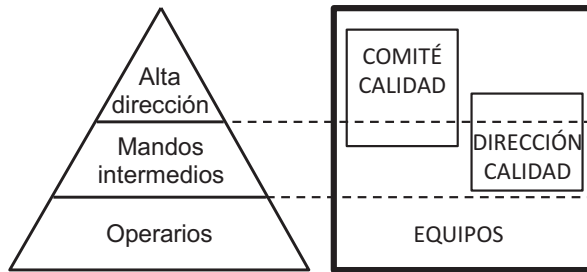 Alta
dirección
Mandos
intermedios
Operarios
COMITÉ
CALIDAD
DIRECCIÓN
CALIDAD
EQUIPOS